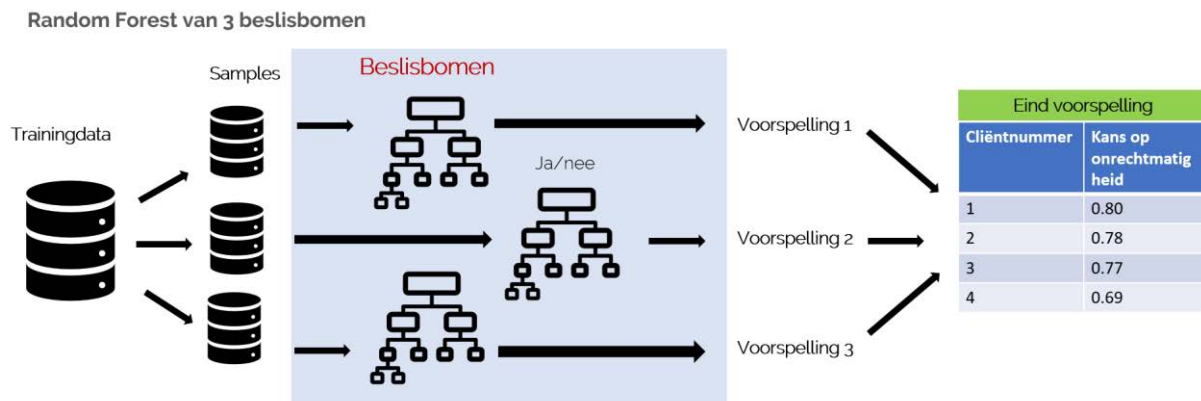 Random Forest van 3 beslisbomen
Trainingdata
Samples
Beslisbomen
Ja/nee
Voorspelling 1
Voorspelling 2
Voorspelling 3
Eind voorspelling
Cliëntnummer Kans op
onrechtmatig
heid
1 0.80
2 0.78
3 0.77
4 0.69